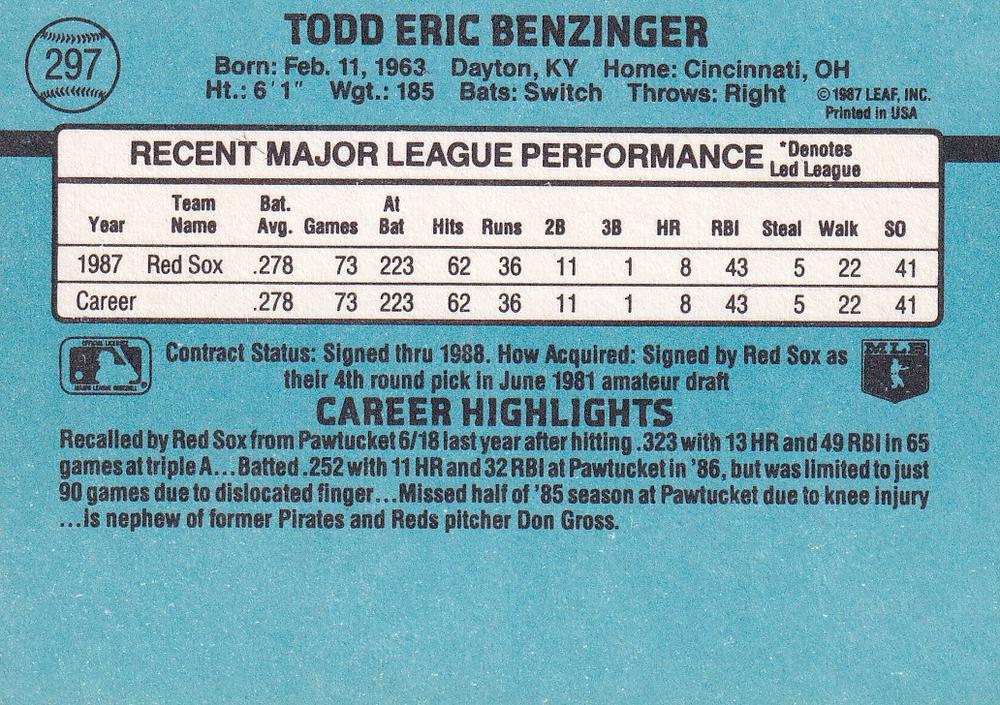 297
TODD ERIC BENZINGER
Born: Feb. 11, 1963 Dayton, KY Home: Cincinnati, OH
Ht.: 6'1" Wgt.: 185 Bats: Switch Throws: Right ©1987 LEAF, INC.
Printed in USA
RECENT MAJOR LEAGUE PERFORMANCE *Denotes
Led League
Year Team Name Bat. Avg. Games At Bat Hits Runs 2B 3B HR RBI Steal Walk SO
1987 Red Sox .278 73 223 62 36 11 1 8 43 5 22 41
Career .278 73 223 62 36 11 1 8 43 5 22 41
Contract Status: Signed thru 1988. How Acquired: Signed by Red Sox as
their 4th round pick in June 1981 amateur draft
MLB
CAREER HIGHLIGHTS
Recalled by Red Sox from Pawtucket 6/18 last year after hitting .323 with 13 HR and 49 RBI in 65
games at triple A...Batted .252 with 11 HR and 32 RBI at Pawtucket in '86, but was limited to just
90 games due to dislocated finger...Missed half of '85 season at Pawtucket due to knee injury
...is nephew of former Pirates and Reds pitcher Don Gross.